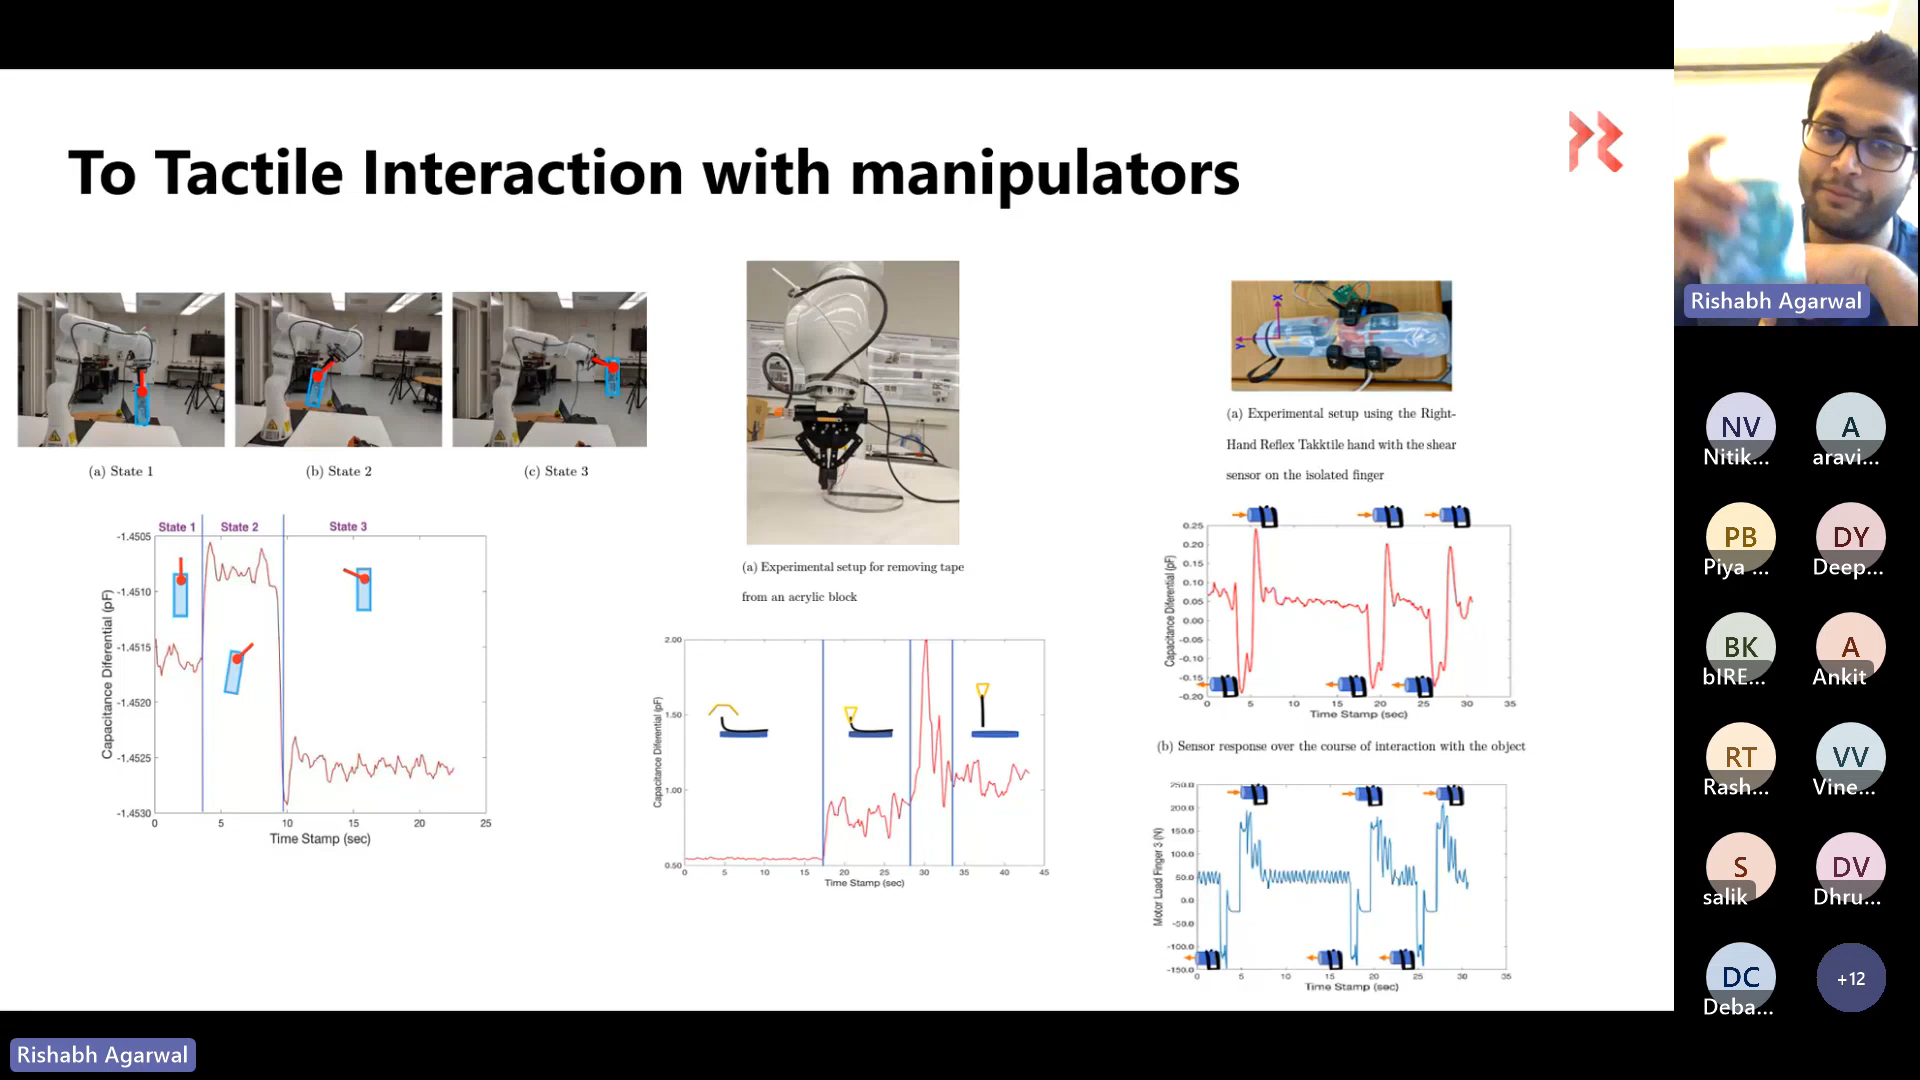 To Tactile Interaction with manipulators
(a) State 1
(b) State 2
(c) State 3
State 1
State 2
State 3
-1.4505
-1.4510
-1.4515
-1.4520
-1.4525
-1.4530
Capacitance Diferential (pF)
0
5
10
15
20
25
Time Stamp (sec)
(a) Experimental setup for removing tape
from an acrylic block
2.00
1.50
1.00
0.50
Capacitance Diferential (pF)
0
5
10
15
20
25
30
35
40
45
Time Stamp (sec)
X
Y
(a) Experimental setup using the Right-
Hand Reflex Takktile hand with the shear
sensor on the isolated finger
0.25
0.20
0.15
0.10
0.05
0.00
-0.05
-0.10
-0.15
-0.20
Capacitance Diferential (pF)
0
5
10
15
20
25
30
35
Time Stamp (sec)
(b) Sensor response over the course of interaction with the object
250.0
200.0
150.0
100.0
50.0
0.0
-50.0
-100.0
-150.0
Motor Load Finger 3 (N)
0
5
10
15
20
25
30
35
Time Stamp (sec)
Rishabh Agarwal
NV
Nitik...
A
aravi...
PB
Piya ...
DY
Deep...
BK
bIRE...
A
Ankit
RT
Rash...
VV
Vine...
S
salik
DV
Dhru...
DC
Deba...
+12
Rishabh Agarwal